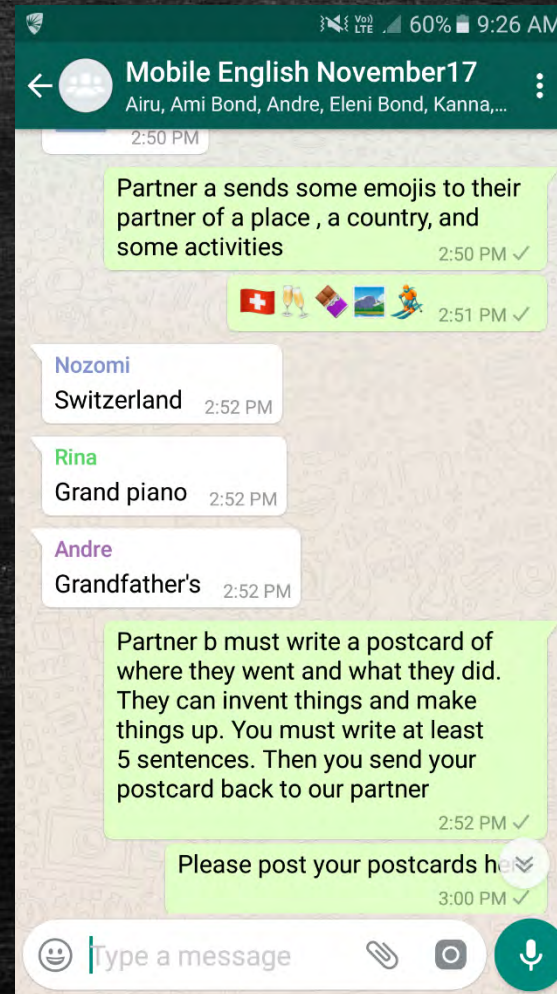 Vo))
LTE
60% 9:26 AM
Mobile English November17
Airu, Ami Bond, Andre, Eleni Bond, Kanna,...
2:50 PM
Partner a sends some emojis to their
partner of a place , a country, and
some activities
2:50 PM
🇨🇭🥂🍫🏞️⛷️ 2:51 PM
Nozomi
Switzerland 2:52 PM
Rina
Grand piano 2:52 PM
Andre
Grandfather's 2:52 PM
Partner b must write a postcard of
where they went and what they did.
They can invent things and make
things up. You must write at least
5 sentences. Then you send your
postcard back to our partner
2:52 PM
Please post your postcards
3:00 PM
Type a message